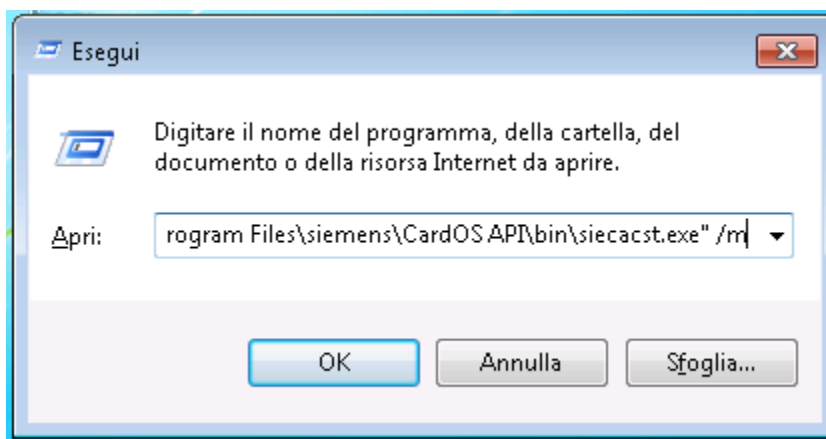 Esegui
Digitare il nome del programma, della cartella, del
documento o della risorsa Internet da aprire.
Apri:
rogram Files\siemens\CardOS API\bin\siecacst.exe" /m
OK
Annulla
Sfoglia...